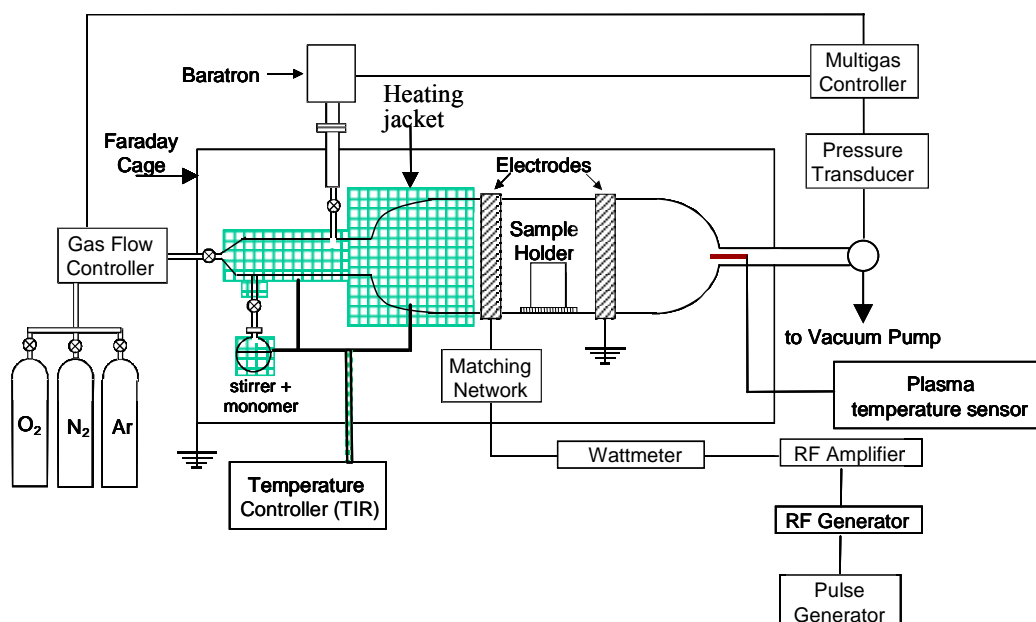 Multigas
Controller
Baratron
Heating
jacket
Faraday
Cage
Electrodes
Pressure
Transducer
Gas Flow
Controller
Sample
Holder
to Vacuum Pump
Matching
Network
stirrer +
monomer
Plasma
temperature sensor
O₂
N₂
Ar
Wattmeter
RF Amplifier
Temperature
Controller (TIR)
RF Generator
Pulse
Generator